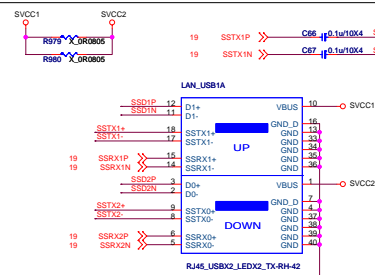 SVCC1 SVCC2
R979 X_0R0805
R980 X_0R0805
19 SSTX1P C66 0.1u/10X4
19 SSTX1N C67 0.1u/10X4
LAN_USB1A
SSD1P 12 D1+ VBUS 10 SVCC1
SSD1N 11 D1-
GND_D 16
SSTX1+ 18 SSTX1+ GND 13
SSTX1- 17 SSTX1- GND 33
GND 34
19 SSRX1P 15 SSRX1+ UP GND 35
19 SSRX1N 14 SSRX1- GND 36
SSD2P 3 D0+ VBUS 1 SVCC2
SSD2N 2 D0-
GND_D 7
SSTX2+ 9 SSTX0+ GND 4
SSTX2- 8 SSTX0- GND 37
GND 38
19 SSRX2P 6 SSRX0+ DOWN GND 39
19 SSRX2N 5 SSRX0- GND 40
RJ45_USBX2_LEDX2_TX-RH-42